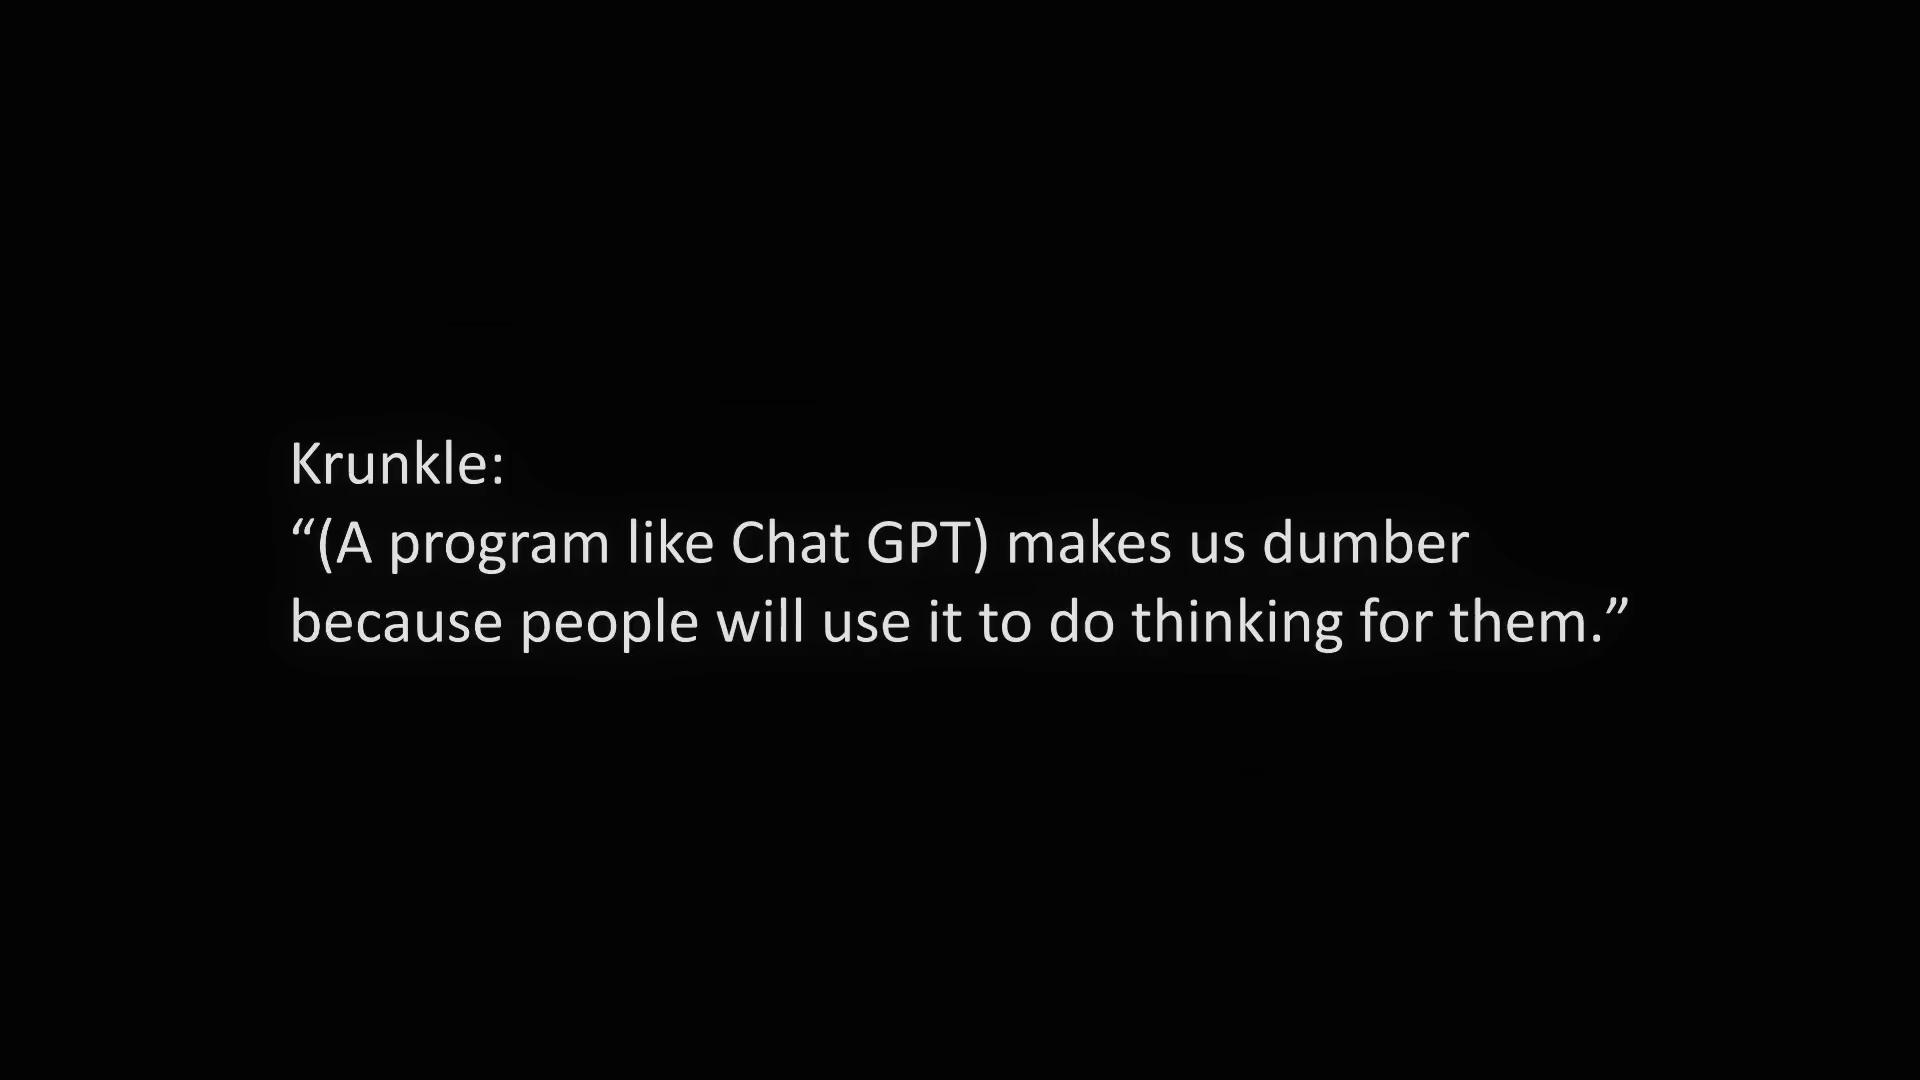 Krunkle:
“(A program like Chat GPT) makes us dumber
because people will use it to do thinking for them.”